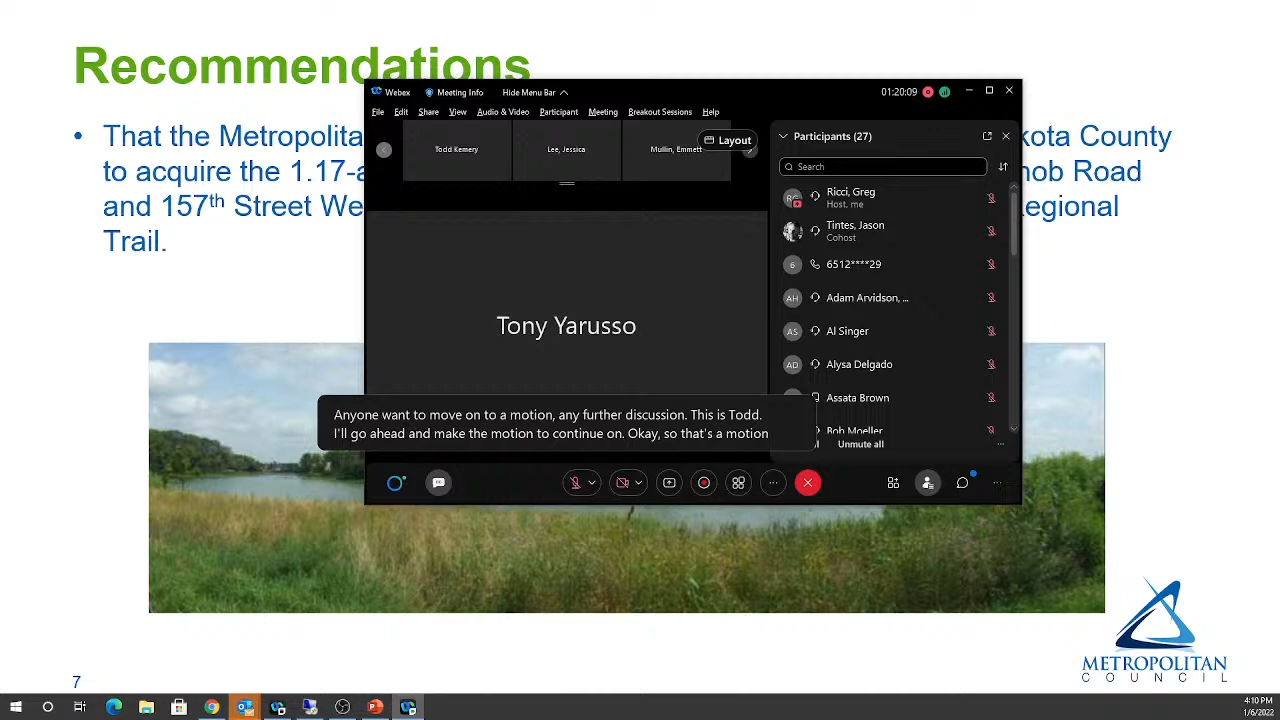 Recommendations
• That the Metropolita
kota County
to acquire the 1.17-a
nob Road
and 157th Street We
egional
Trail.
Webex
Meeting Info
Hide Menu Bar
01:20:09
File Edit Share View Audio & Video Participant Meeting Breakout Sessions Help
Todd Kemery
Lee, Jessica
Mullin, Emmett
Layout
Tony Yarusso
Participants (27)
Search
RG
Ricci, Greg
Host, me
Tintes, Jason
Cohost
6 6512****29
AH Adam Arvidson, ...
AS Al Singer
AD Alysa Delgado
Assata Brown
Bob Moeller
Unmute all
Anyone want to move on to a motion, any further discussion. This is Todd.
I'll go ahead and make the motion to continue on. Okay, so that's a motion
METROPOLITAN
COUNCIL
7
4:10 PM
1/6/2022